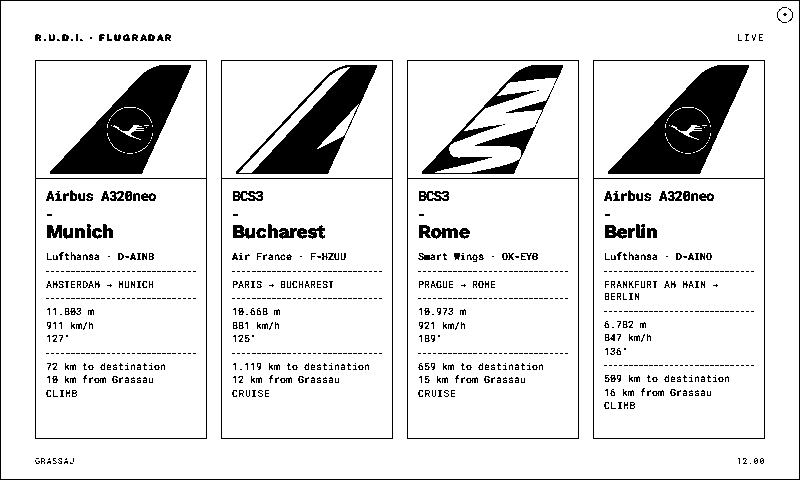 R.U.D.I. · FLUGRADAR
LIVE
Airbus A320neo
–
Munich
Lufthansa · D-AINB
AMSTERDAM → MUNICH
11.803 m
911 km/h
127°
72 km to destination
10 km from Grassau
CLIMB
BCS3
–
Bucharest
Air France · F-HZUU
PARIS → BUCHAREST
10.668 m
881 km/h
125°
1.119 km to destination
12 km from Grassau
CRUISE
BCS3
–
Rome
Smart Wings · OK-EYB
PRAGUE → ROME
10.973 m
921 km/h
189°
659 km to destination
15 km from Grassau
CRUISE
Airbus A320neo
–
Berlin
Lufthansa · D-AINO
FRANKFURT AM MAIN →
BERLIN
6.782 m
847 km/h
136°
509 km to destination
16 km from Grassau
CLIMB
GRASSAU
12.00